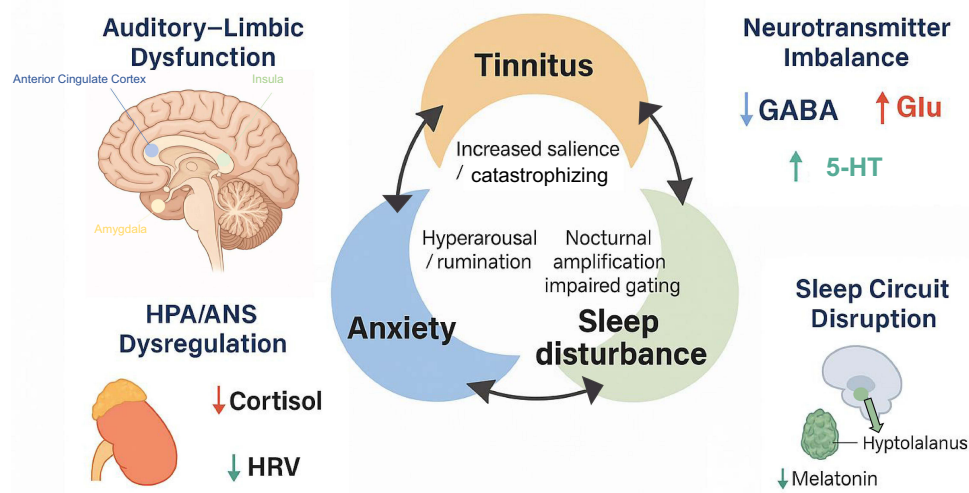 Auditory–Limbic
Dysfunction
Anterior Cingulate Cortex
Insula
Amygdala
HPA/ANS
Dysregulation
↓Cortisol
↓HRV
Tinnitus
Increased salience
/ catastrophizing
Hyperarousal
/ rumination
Nocturnal
amplification
impaired gating
Anxiety
Sleep
disturbance
Neurotransmitter
Imbalance
↓GABA
↑Glu
↑ 5-HT
Sleep Circuit
Disruption
Hyptolalanus
↓Melatonin